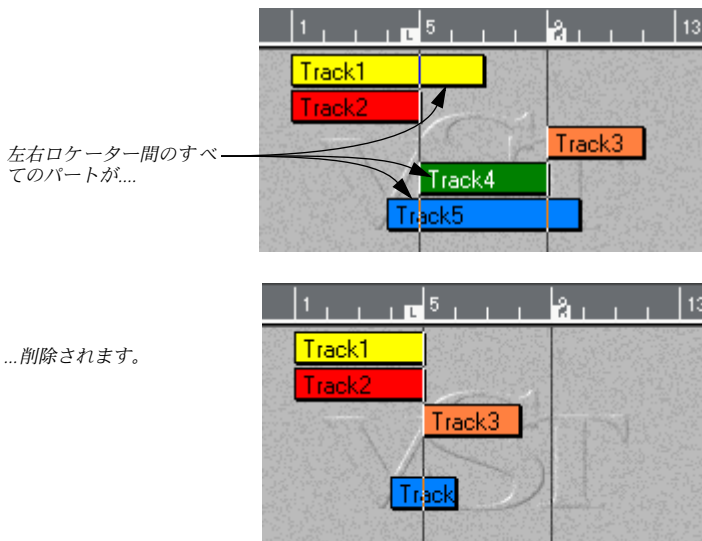 1 L 5 9 R 13
Track1
Track2
Track3
左右ロケーター間のすべ
てのパートが....
Track4
Track5
1 L 5 9 R 13
...削除されます。
Track1
Track2
Track3
VST
Track